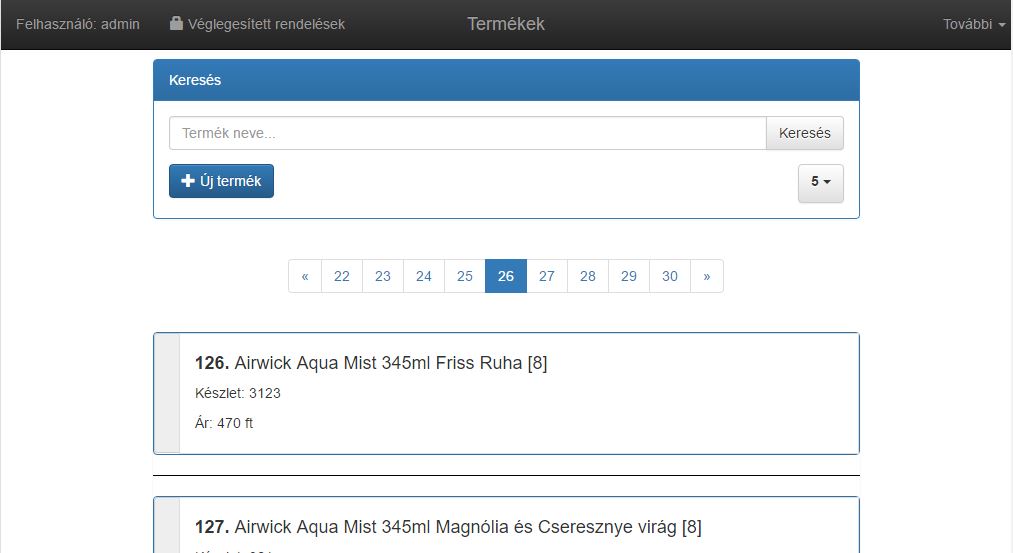 Felhasználó: admin Véglegesített rendelések Termékek További
Keresés
Termék neve... Keresés
Új termék 5
« 22 23 24 25 26 27 28 29 30 »
126. Airwick Aqua Mist 345ml Friss Ruha [8]
Készlet: 3123
Ár: 470 ft
127. Airwick Aqua Mist 345ml Magnólia és Cseresznye virág [8]